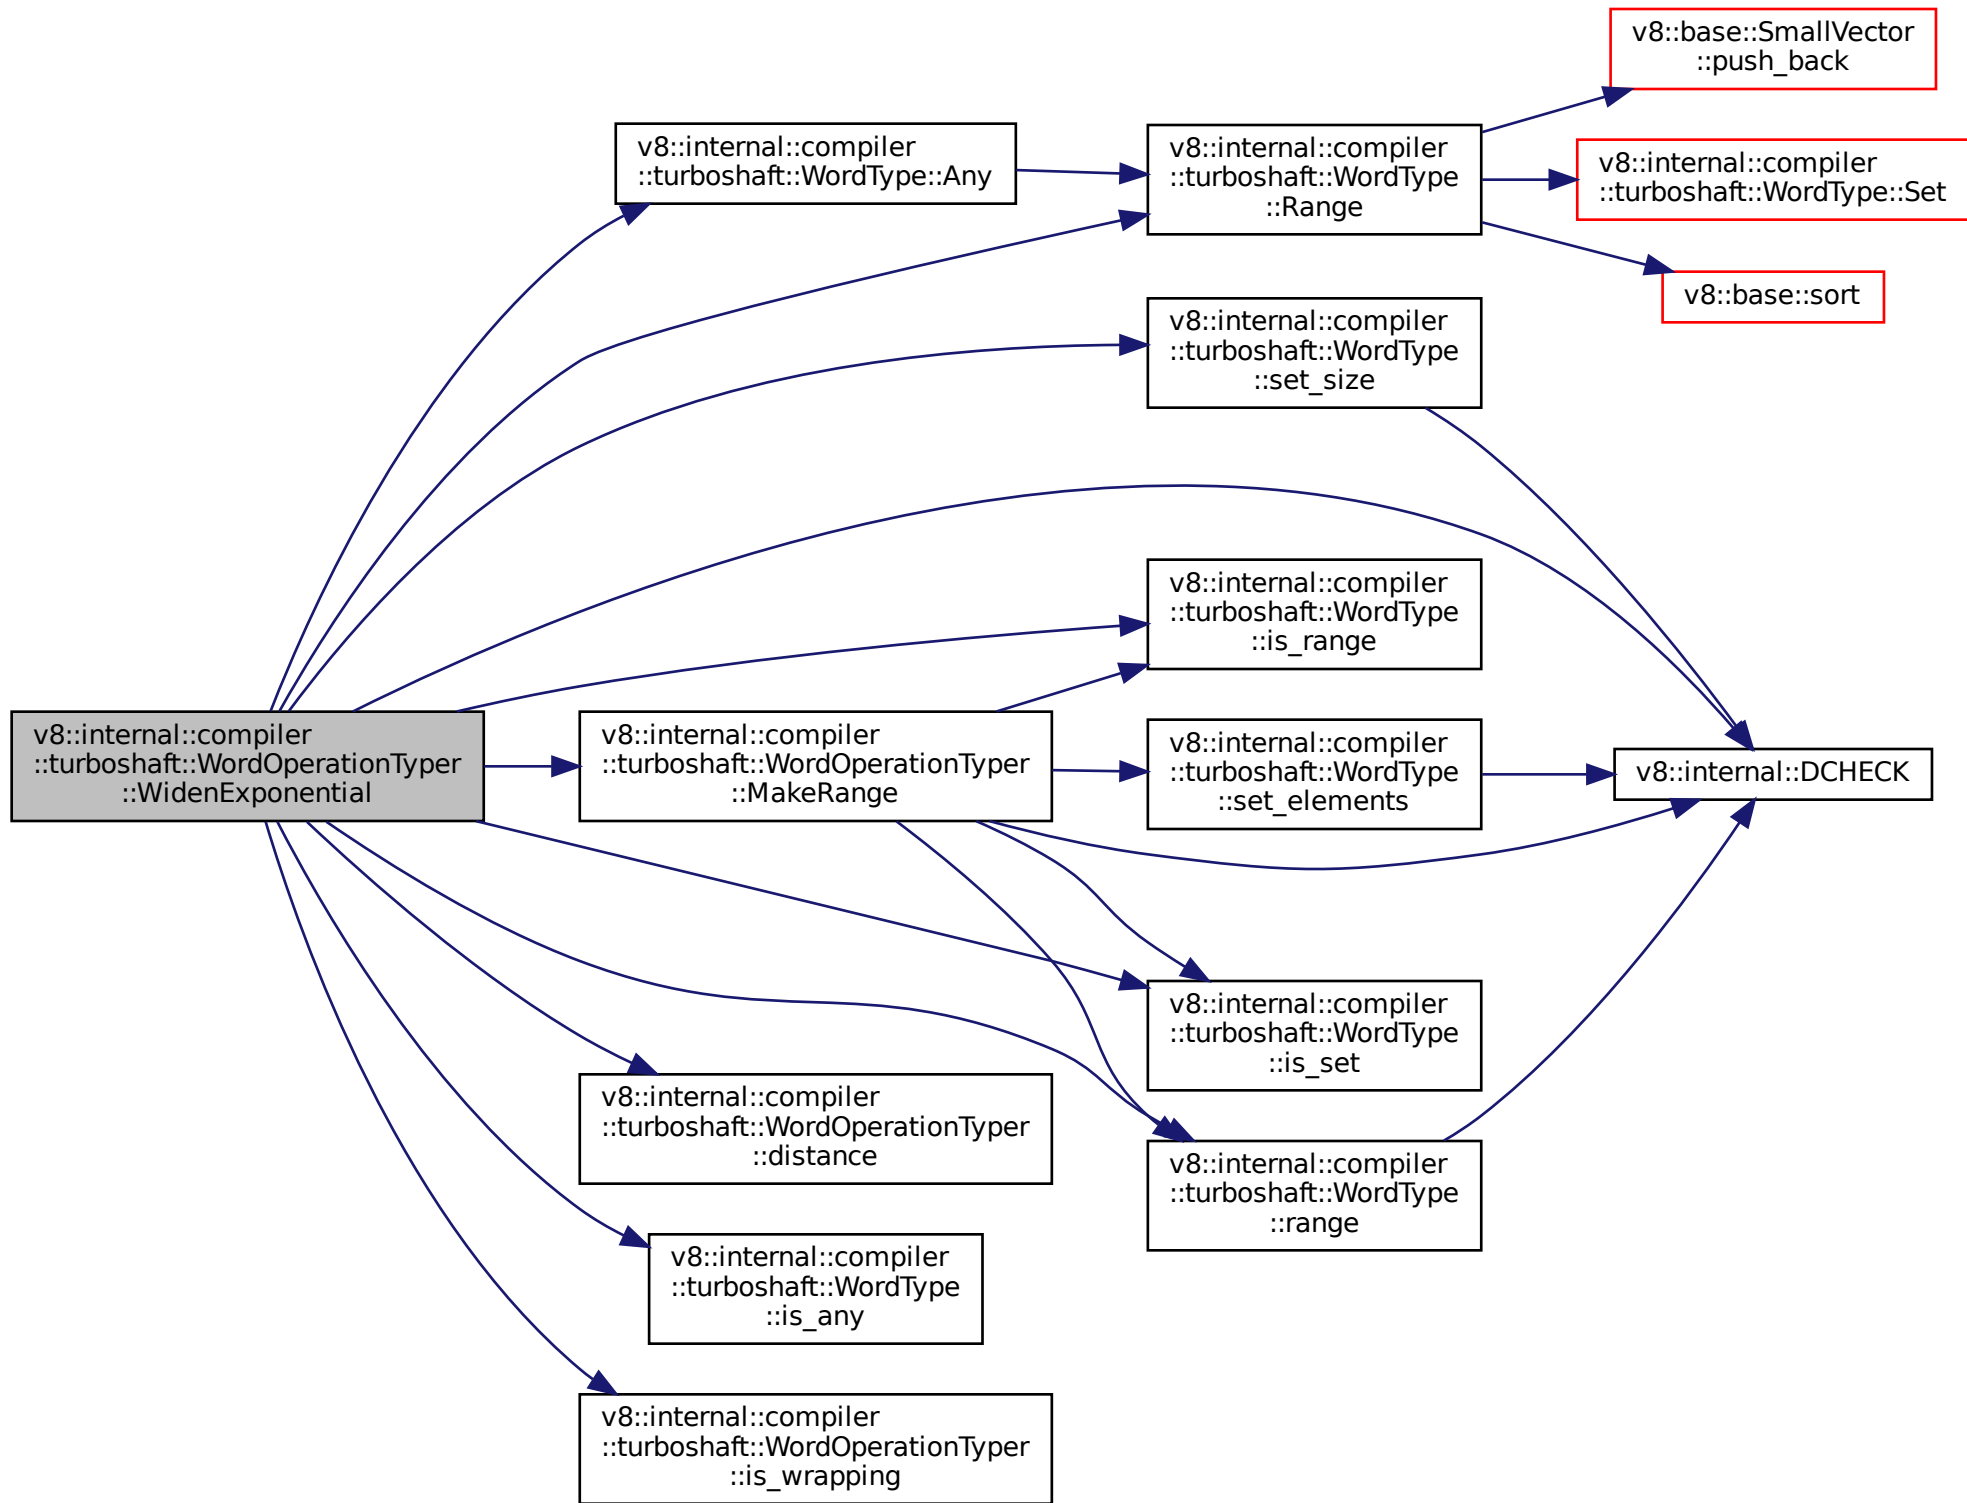 v8::base::SmallVector
::push_back
v8::internal::compiler
::turboshaft::WordType::Any
v8::internal::compiler
::turboshaft::WordType
::Range
v8::internal::compiler
::turboshaft::WordType::Set
v8::base::sort
v8::internal::compiler
::turboshaft::WordType
::set_size
v8::internal::compiler
::turboshaft::WordType
::is_range
v8::internal::compiler
::turboshaft::WordOperationTyper
::WidenExponential
v8::internal::compiler
::turboshaft::WordOperationTyper
::MakeRange
v8::internal::compiler
::turboshaft::WordType
::set_elements
v8::internal::DCHECK
v8::internal::compiler
::turboshaft::WordType
::is_set
v8::internal::compiler
::turboshaft::WordOperationTyper
::distance
v8::internal::compiler
::turboshaft::WordType
::range
v8::internal::compiler
::turboshaft::WordType
::is_any
v8::internal::compiler
::turboshaft::WordOperationTyper
::is_wrapping